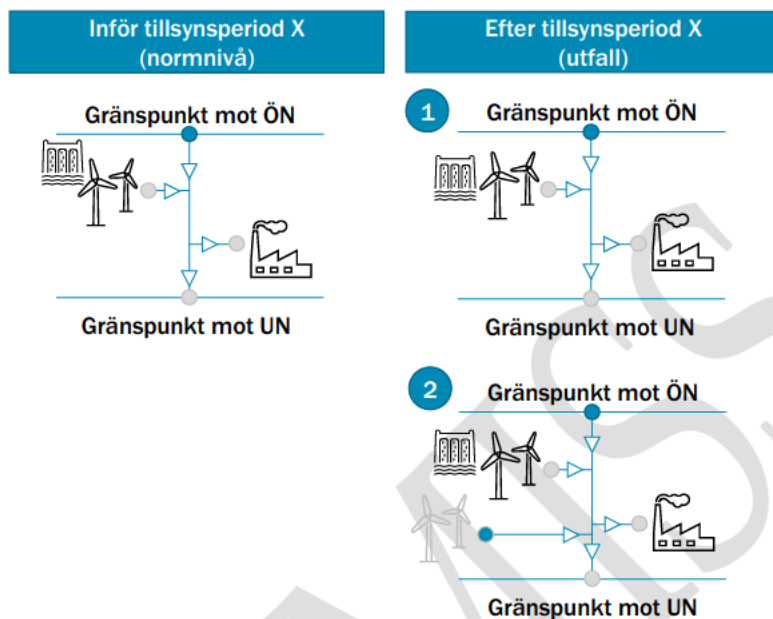 Inför tillsynsperiod X
(normnivå)
Gränspunkt mot ÖN
Gränspunkt mot UN
Efter tillsynsperiod X
(utfall)
1
Gränspunkt mot ÖN
Gränspunkt mot UN
2
Gränspunkt mot ÖN
Gränspunkt mot UN